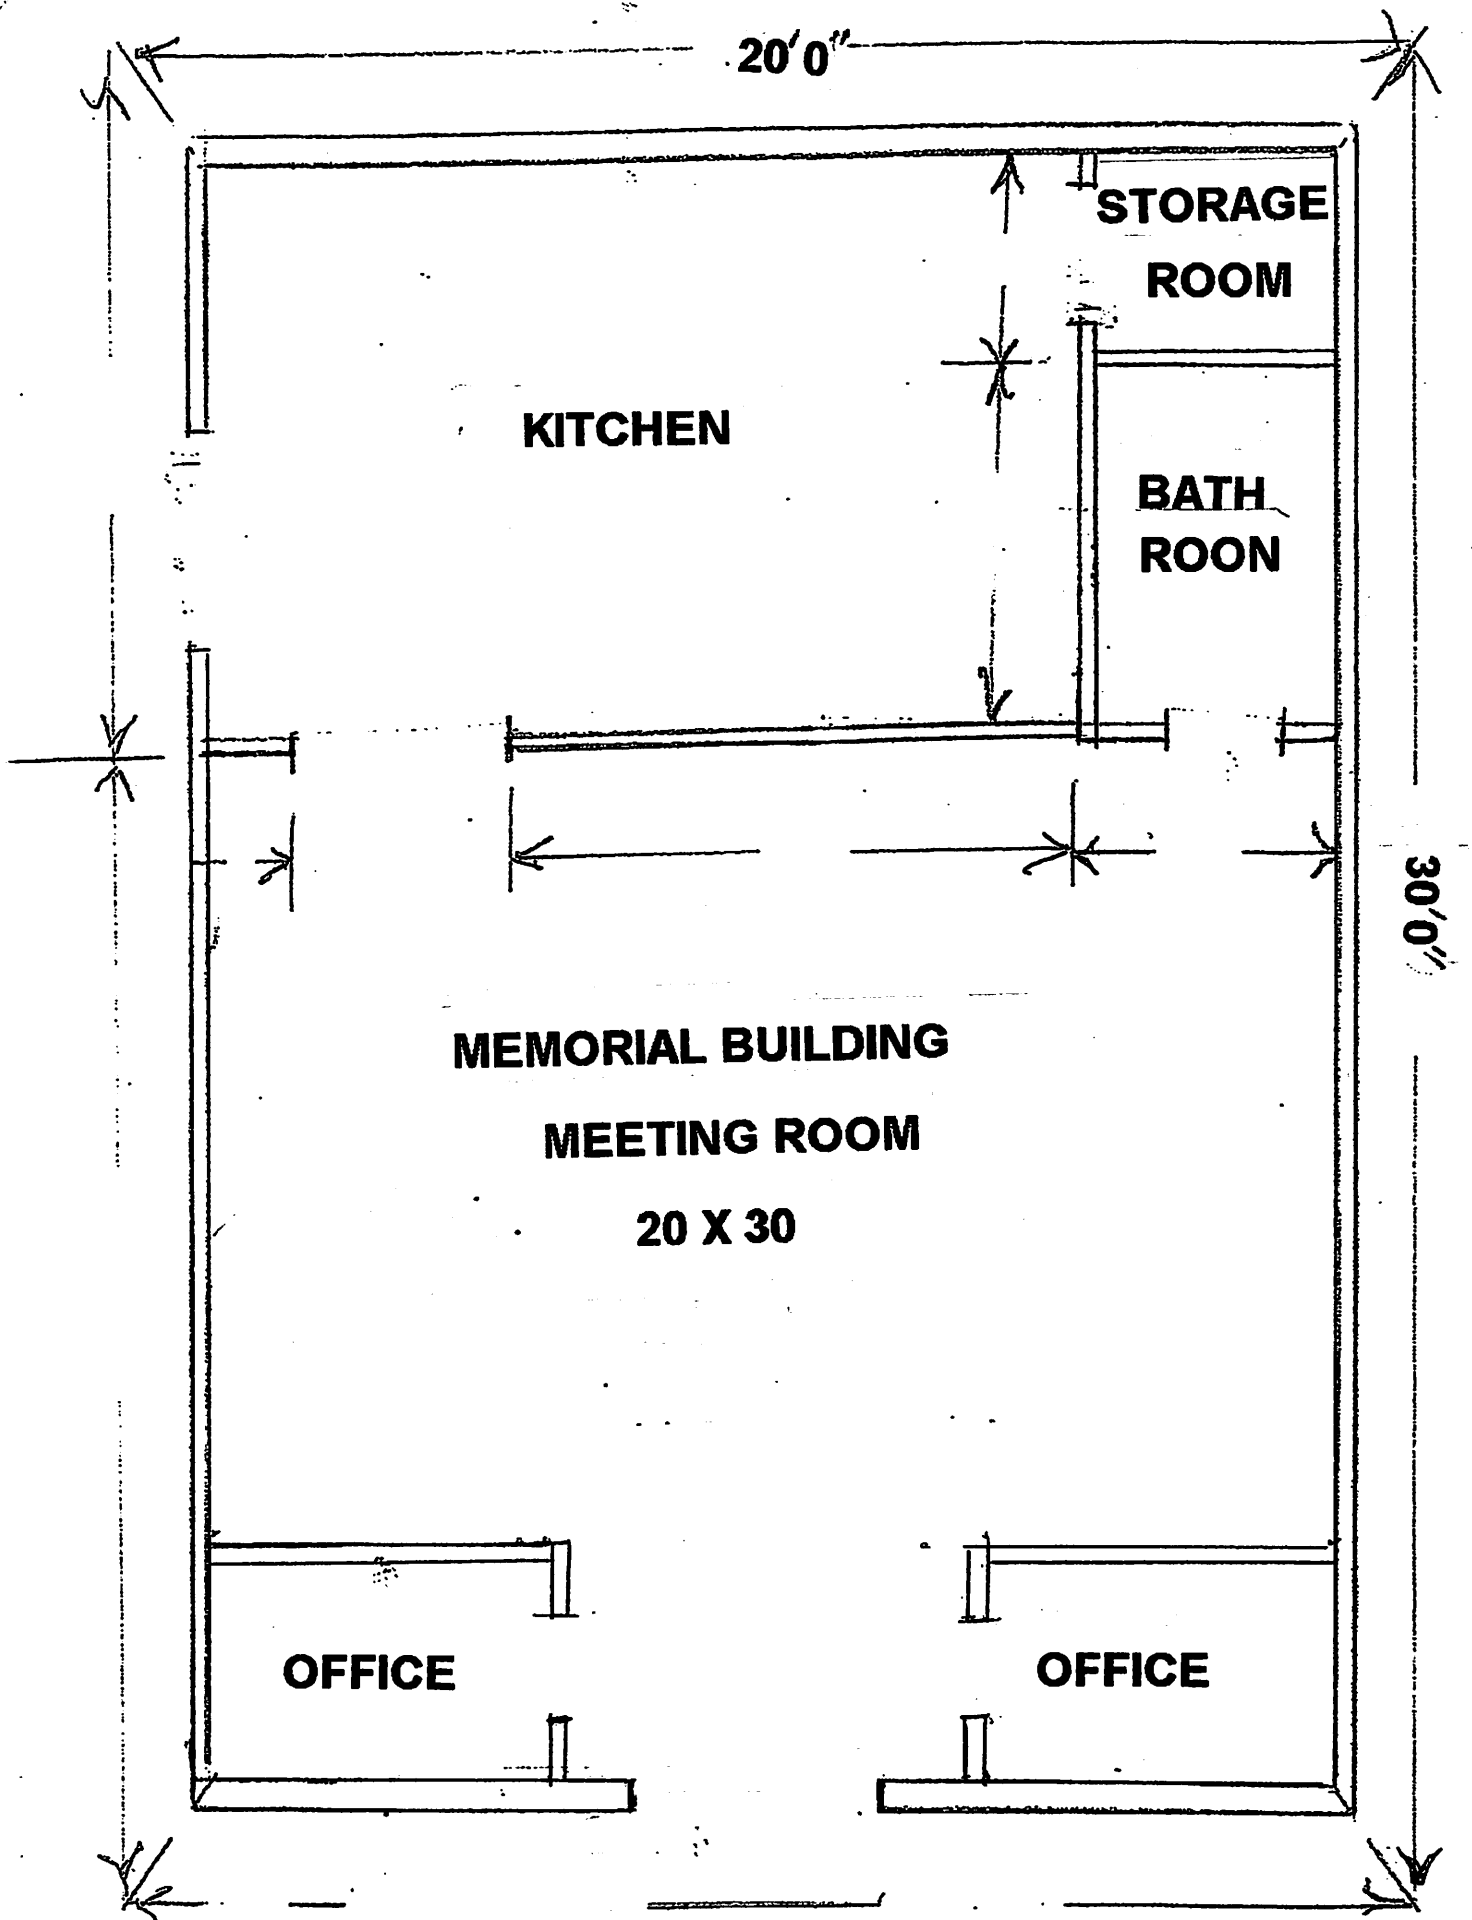 20'0"
STORAGE
ROOM
KITCHEN
BATH
ROON
30'0"
MEMORIAL BUILDING
MEETING ROOM
20 X 30
OFFICE
OFFICE